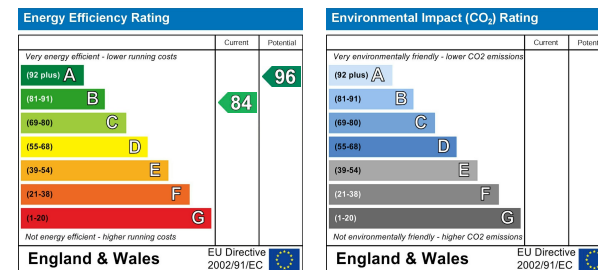 Energy Efficiency Rating
Current Potential
Very energy efficient - lower running costs
(92 plus) A
96
(81-91) B
84
(69-80) C
(55-68) D
(39-54) E
(21-38) F
(1-20) G
Not energy efficient - higher running costs
England & Wales
EU Directive
2002/91/EC
Environmental Impact (CO2) Rating
Current Potent
Very environmentally friendly - lower CO2 emissions
(92 plus) A
(81-91) B
(69-80) C
(55-68) D
(39-54) E
(21-38) F
(1-20) G
Not environmentally friendly - higher CO2 emissions
England & Wales
EU Directive
2002/91/EC